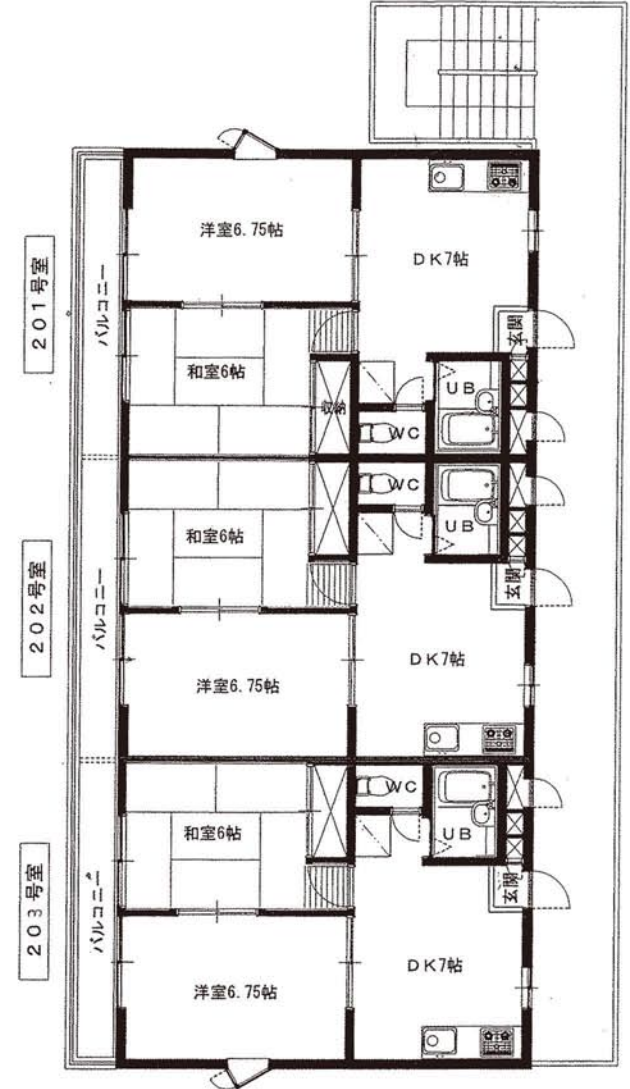 201号室
バルコニー
洋室6.75帖
DK7帖
和室6帖
収納
玄関
UB
WC
202号室
バルコニー
和室6帖
WC
UB
玄関
洋室6.75帖
DK7帖
203号室
バルコニー
和室6帖
WC
UB
玄関
洋室6.75帖
DK7帖